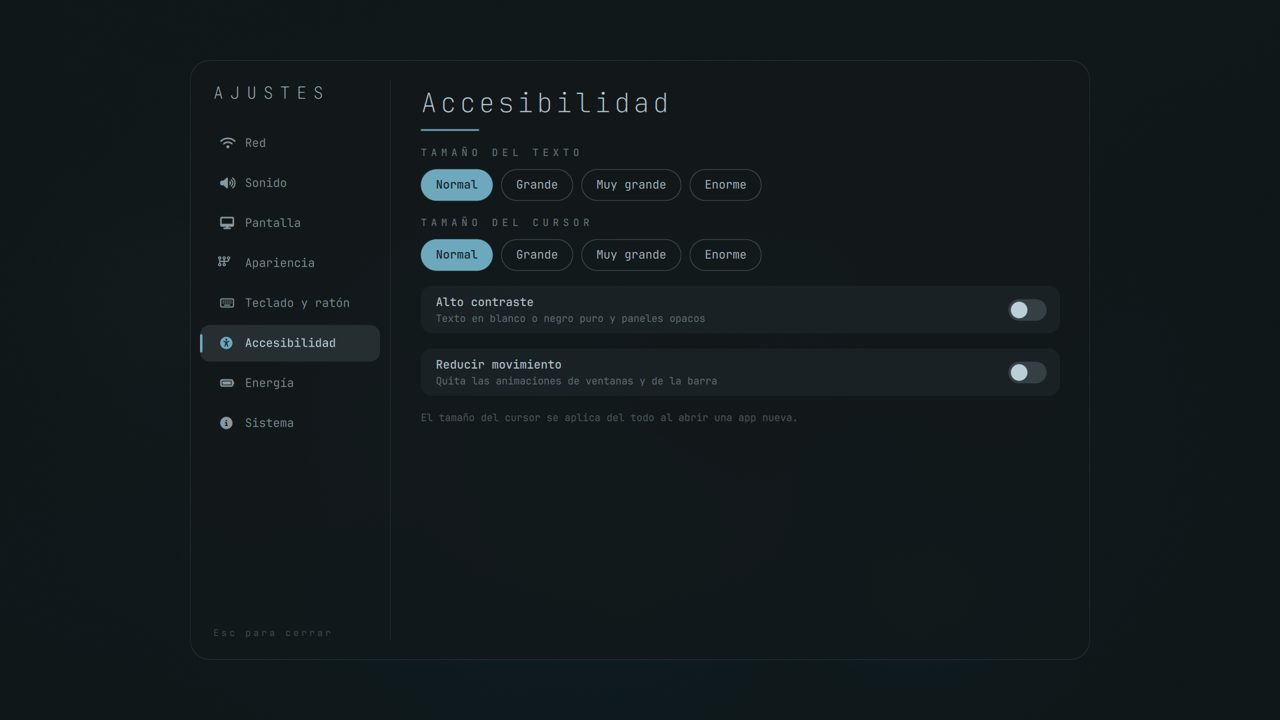 AJUSTES
Red
Sonido
Pantalla
Apariencia
Teclado y ratón
Accesibilidad
Energía
Sistema
Esc para cerrar
Accesibilidad
TAMAÑO DEL TEXTO
Normal Grande Muy grande Enorme
TAMAÑO DEL CURSOR
Normal Grande Muy grande Enorme
Alto contraste
Texto en blanco o negro puro y paneles opacos
Reducir movimiento
Quita las animaciones de ventanas y de la barra
El tamaño del cursor se aplica del todo al abrir una app nueva.